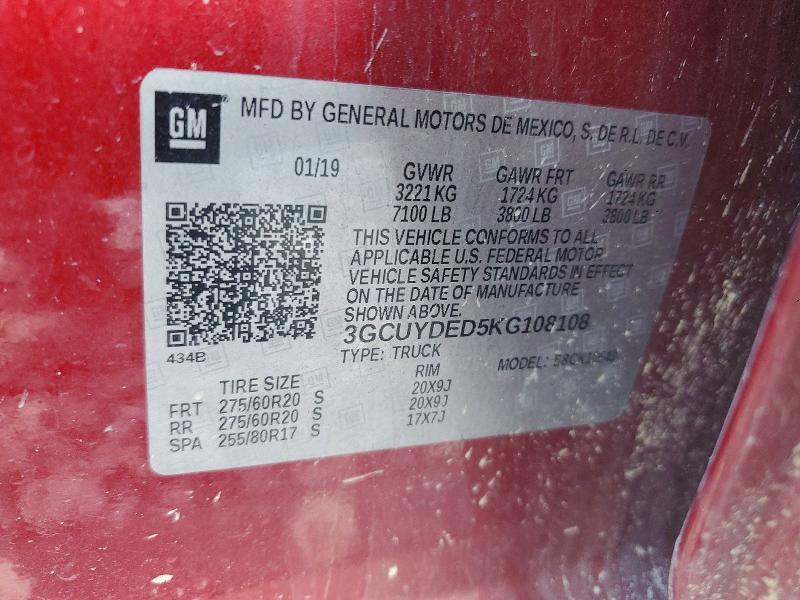 GM
MFD BY GENERAL MOTORS DE MEXICO, S. DE R.L. DE C.V.
01/19 GVWR GAWR FRT GAWR RR
3221 KG 1724 KG 1724 KG
7100 LB 3800 LB 3800 LB
THIS VEHICLE CONFORMS TO ALL
APPLICABLE U.S. FEDERAL MOTOR
VEHICLE SAFETY STANDARDS IN EFFECT
ON THE DATE OF MANUFACTURE
SHOWN ABOVE.
3GCUYDED5KG108108
434B
TYPE: TRUCK MODEL:
TIRE SIZE RIM
FRT 275/60R20 S 20X9J
RR 275/60R20 S 20X9J
SPA 255/80R17 S 17X7J